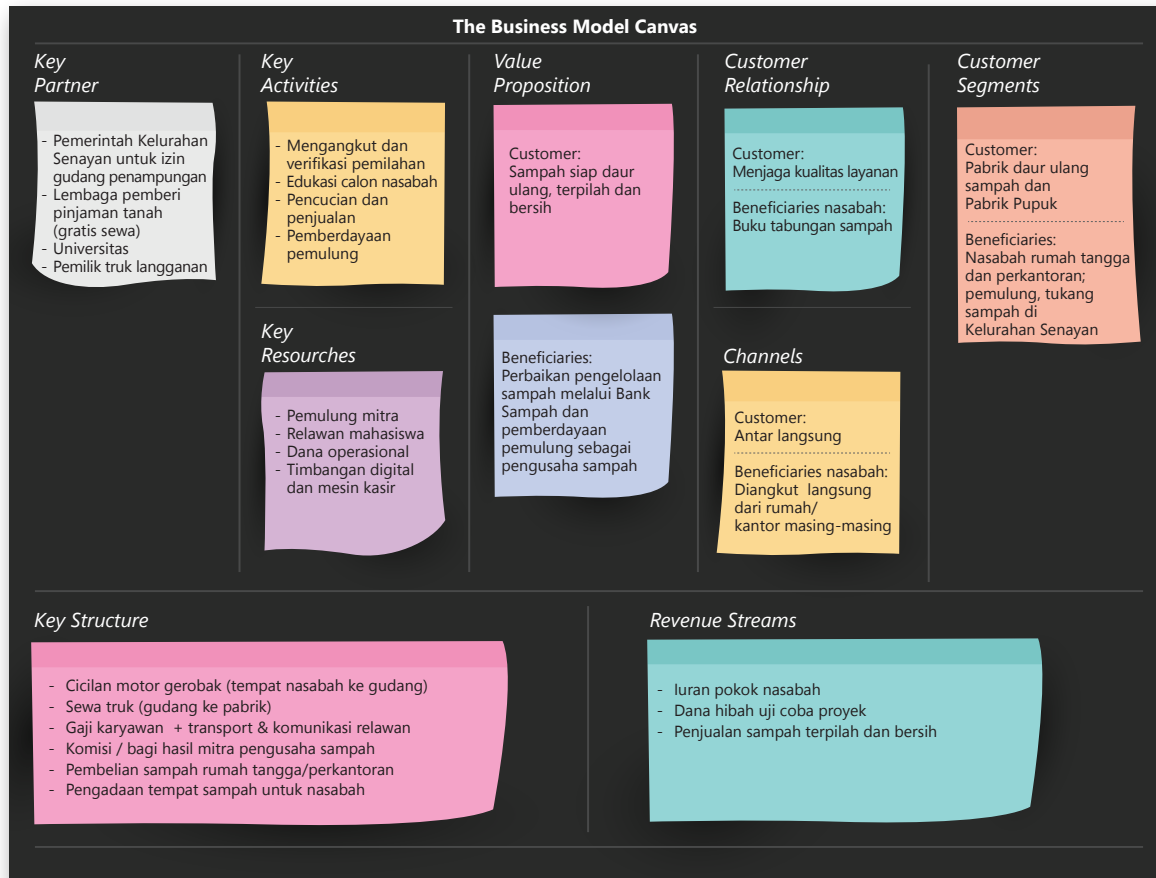 The Business Model Canvas
Key
Partner
- Pemerintah Kelurahan
Senayan untuk izin
gudang penampungan
- Lembaga pemberi
pinjaman tanah
(gratis sewa)
- Universitas
- Pemilik truk langganan
Key
Activities
- Mengangkut dan
verifikasi pemilahan
- Edukasi calon nasabah
- Pencucian dan
penjualan
- Pemberdayaan
pemulung
Key
Resourches
- Pemulung mitra
- Relawan mahasiswa
- Dana operasional
- Timbangan digital
dan mesin kasir
Value
Proposition
Customer:
Sampah siap daur
ulang, terpilah dan
bersih
Beneficiaries:
Perbaikan pengelolaan
sampah melalui Bank
Sampah dan
pemberdayaan
pemulung sebagai
pengusaha sampah
Customer
Relationship
Customer:
Menjaga kualitas layanan
Beneficiaries nasabah:
Buku tabungan sampah
Channels
Customer:
Antar langsung
Beneficiaries nasabah:
Diangkut langsung
dari rumah/
kantor masing-masing
Customer
Segments
Customer:
Pabrik daur ulang
sampah dan
Pabrik Pupuk
Beneficiaries:
Nasabah rumah tangga
dan perkantoran;
pemulung, tukang
sampah di
Kelurahan Senayan
Key Structure
- Cicilan motor gerobak (tempat nasabah ke gudang)
- Sewa truk (gudang ke pabrik)
- Gaji karyawan + transport & komunikasi relawan
- Komisi / bagi hasil mitra pengusaha sampah
- Pembelian sampah rumah tangga/perkantoran
- Pengadaan tempat sampah untuk nasabah
Revenue Streams
- Iuran pokok nasabah
- Dana hibah uji coba proyek
- Penjualan sampah terpilah dan bersih